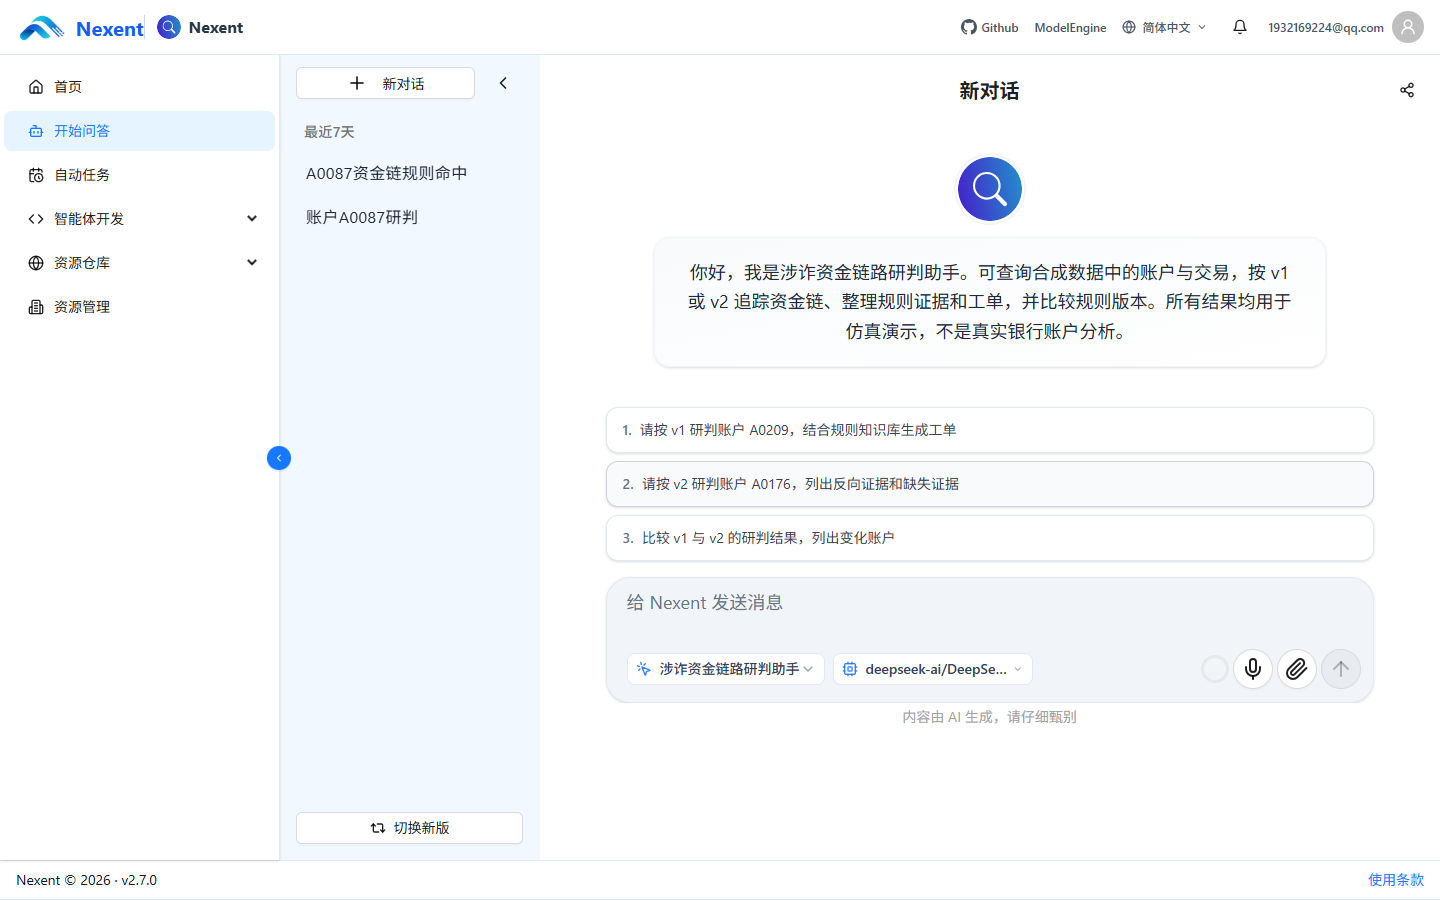 Nexent
Nexent
Github
ModelEngine
简体中文
1932169224@qq.com
首页
开始问答
自动任务
智能体开发
资源仓库
资源管理
新对话
最近7天
A0087资金链规则命中
账户A0087研判
切换新版
新对话
你好，我是涉诈资金链路研判助手。可查询合成数据中的账户与交易，按 v1
或 v2 追踪资金链、整理规则证据和工单，并比较规则版本。所有结果均用于
仿真演示，不是真实银行账户分析。
1. 请按 v1 研判账户 A0209，结合规则知识库生成工单
2. 请按 v2 研判账户 A0176，列出反向证据和缺失证据
3. 比较 v1 与 v2 的研判结果，列出变化账户
给 Nexent 发送消息
涉诈资金链路研判助手
deepseek-ai/DeepSe...
内容由 AI 生成，请仔细甄别
Nexent © 2026 · v2.7.0
使用条款